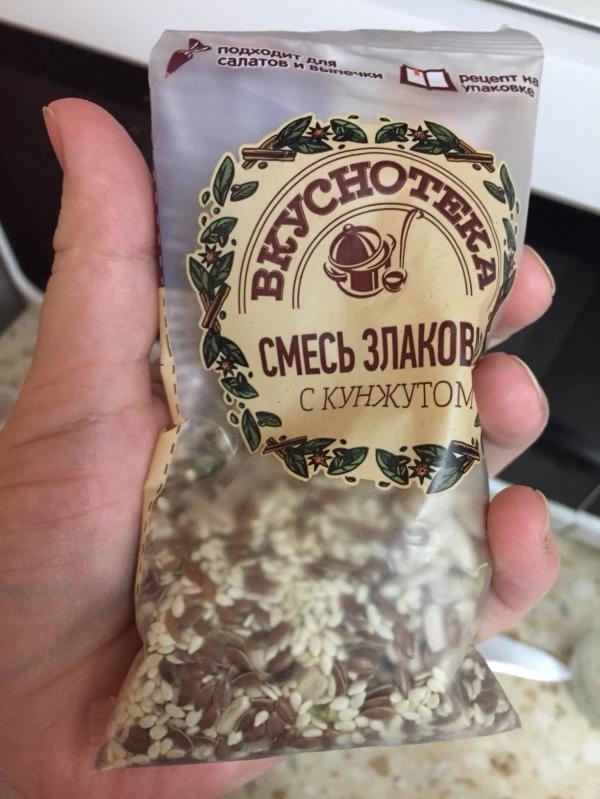 подходит для
салатов и выпечки
рецепт на
упаковке
ВКУСНОТЕКА
СМЕСЬ ЗЛАКОВ
С КУНЖУТОМ